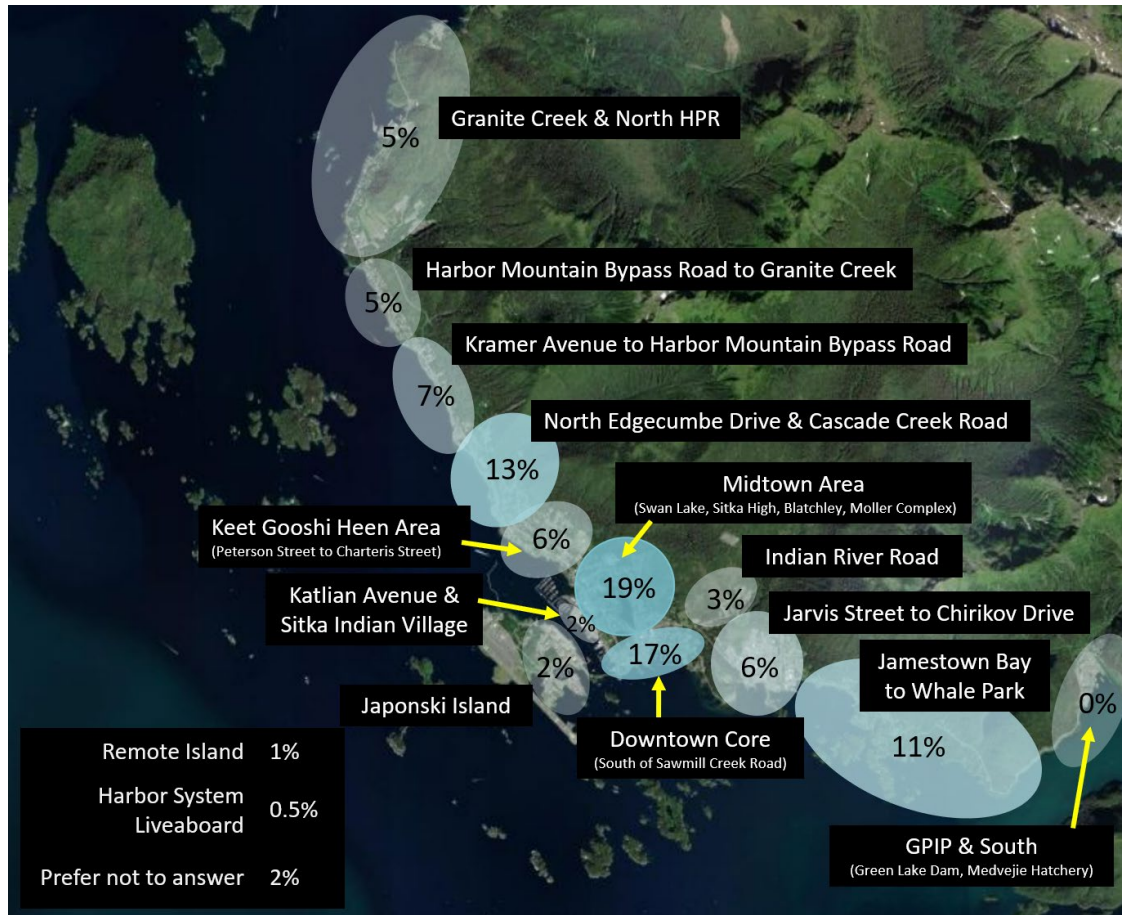 Granite Creek & North HPR
5%
Harbor Mountain Bypass Road to Granite Creek
5%
Kramer Avenue to Harbor Mountain Bypass Road
7%
North Edgecumbe Drive & Cascade Creek Road
13%
Midtown Area
(Swan Lake, Sitka High, Blatchley, Moller Complex)
19%
Keet Gooshi Heen Area
(Peterson Street to Charteris Street)
6%
Indian River Road
3%
Katlian Avenue &
Sitka Indian Village
2%
Jarvis Street to Chirikov Drive
6%
Japonski Island
2%
Downtown Core
(South of Sawmill Creek Road)
17%
Jamestown Bay
to Whale Park
11%
0%
GPIP & South
(Green Lake Dam, Medvejie Hatchery)
Remote Island 1%
Harbor System
Liveaboard 0.5%
Prefer not to answer 2%